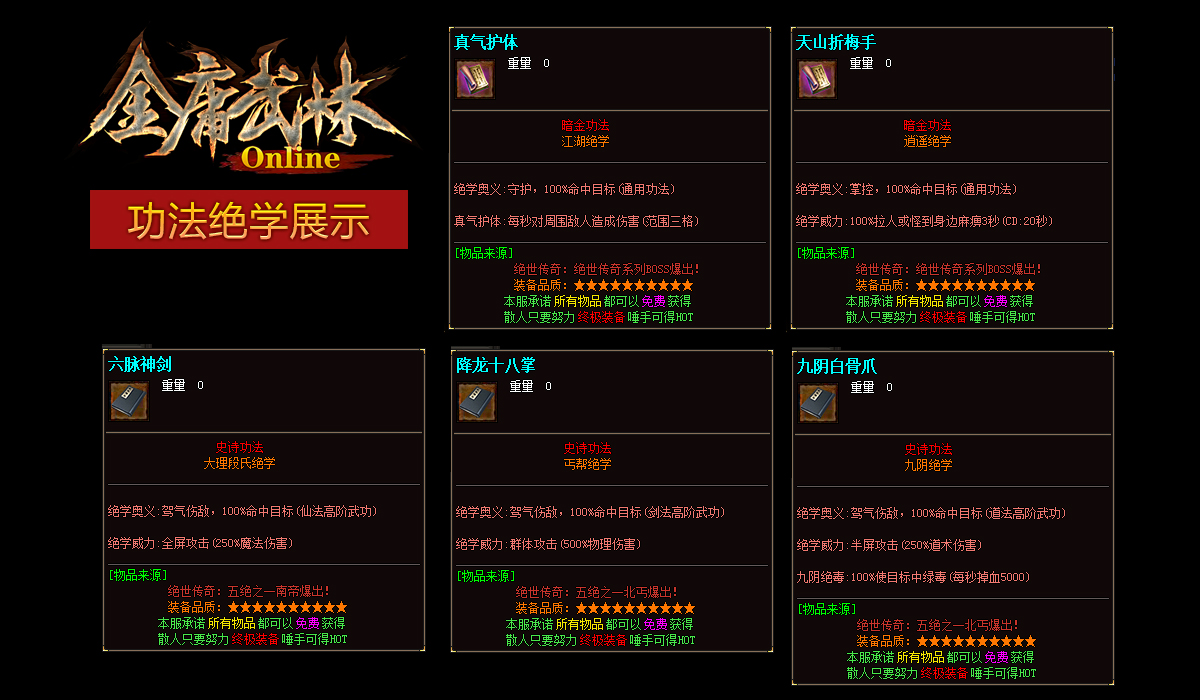 金庸武林
Online
功法绝学展示
真气护体
重量 0
暗金功法
江湖绝学
绝学奥义:守护，100%命中目标(通用功法)
真气护体:每秒对周围敌人造成伤害(范围三格)
[物品来源]
绝世传奇：绝世传奇系列BOSS爆出！
装备品质：★★★★★★★★★★
本服承诺 所有物品 都可以 免费 获得
散人只要努力 终极装备 唾手可得HOT
天山折梅手
重量 0
暗金功法
逍遥绝学
绝学奥义:掌控，100%命中目标(通用功法)
绝学威力:100%拉人或怪到身边麻痹3秒(CD:20秒)
[物品来源]
绝世传奇：绝世传奇系列BOSS爆出！
装备品质：★★★★★★★★★★
本服承诺 所有物品 都可以 免费 获得
散人只要努力 终极装备 唾手可得HOT
六脉神剑
重量 0
史诗功法
大理段氏绝学
绝学奥义:驾气伤敌，100%命中目标(仙法高阶武功)
绝学威力:全屏攻击(250%魔法伤害)
[物品来源]
绝世传奇：五绝之一南帝爆出！
装备品质：★★★★★★★★★★
本服承诺 所有物品 都可以 免费 获得
散人只要努力 终极装备 唾手可得HOT
降龙十八掌
重量 0
史诗功法
丐帮绝学
绝学奥义:驾气伤敌，100%命中目标(剑法高阶武功)
绝学威力:群体攻击(500%物理伤害)
[物品来源]
绝世传奇：五绝之一北丐爆出！
装备品质：★★★★★★★★★★
本服承诺 所有物品 都可以 免费 获得
散人只要努力 终极装备 唾手可得HOT
九阴白骨爪
重量 0
史诗功法
九阴绝学
绝学奥义:驾气伤敌，100%命中目标(道法高阶武功)
绝学威力:半屏攻击(250%道术伤害)
九阴绝毒:100%使目标中绿毒(每秒掉血5000)
[物品来源]
绝世传奇：五绝之一北丐爆出！
装备品质：★★★★★★★★★★
本服承诺 所有物品 都可以 免费 获得
散人只要努力 终极装备 唾手可得HOT